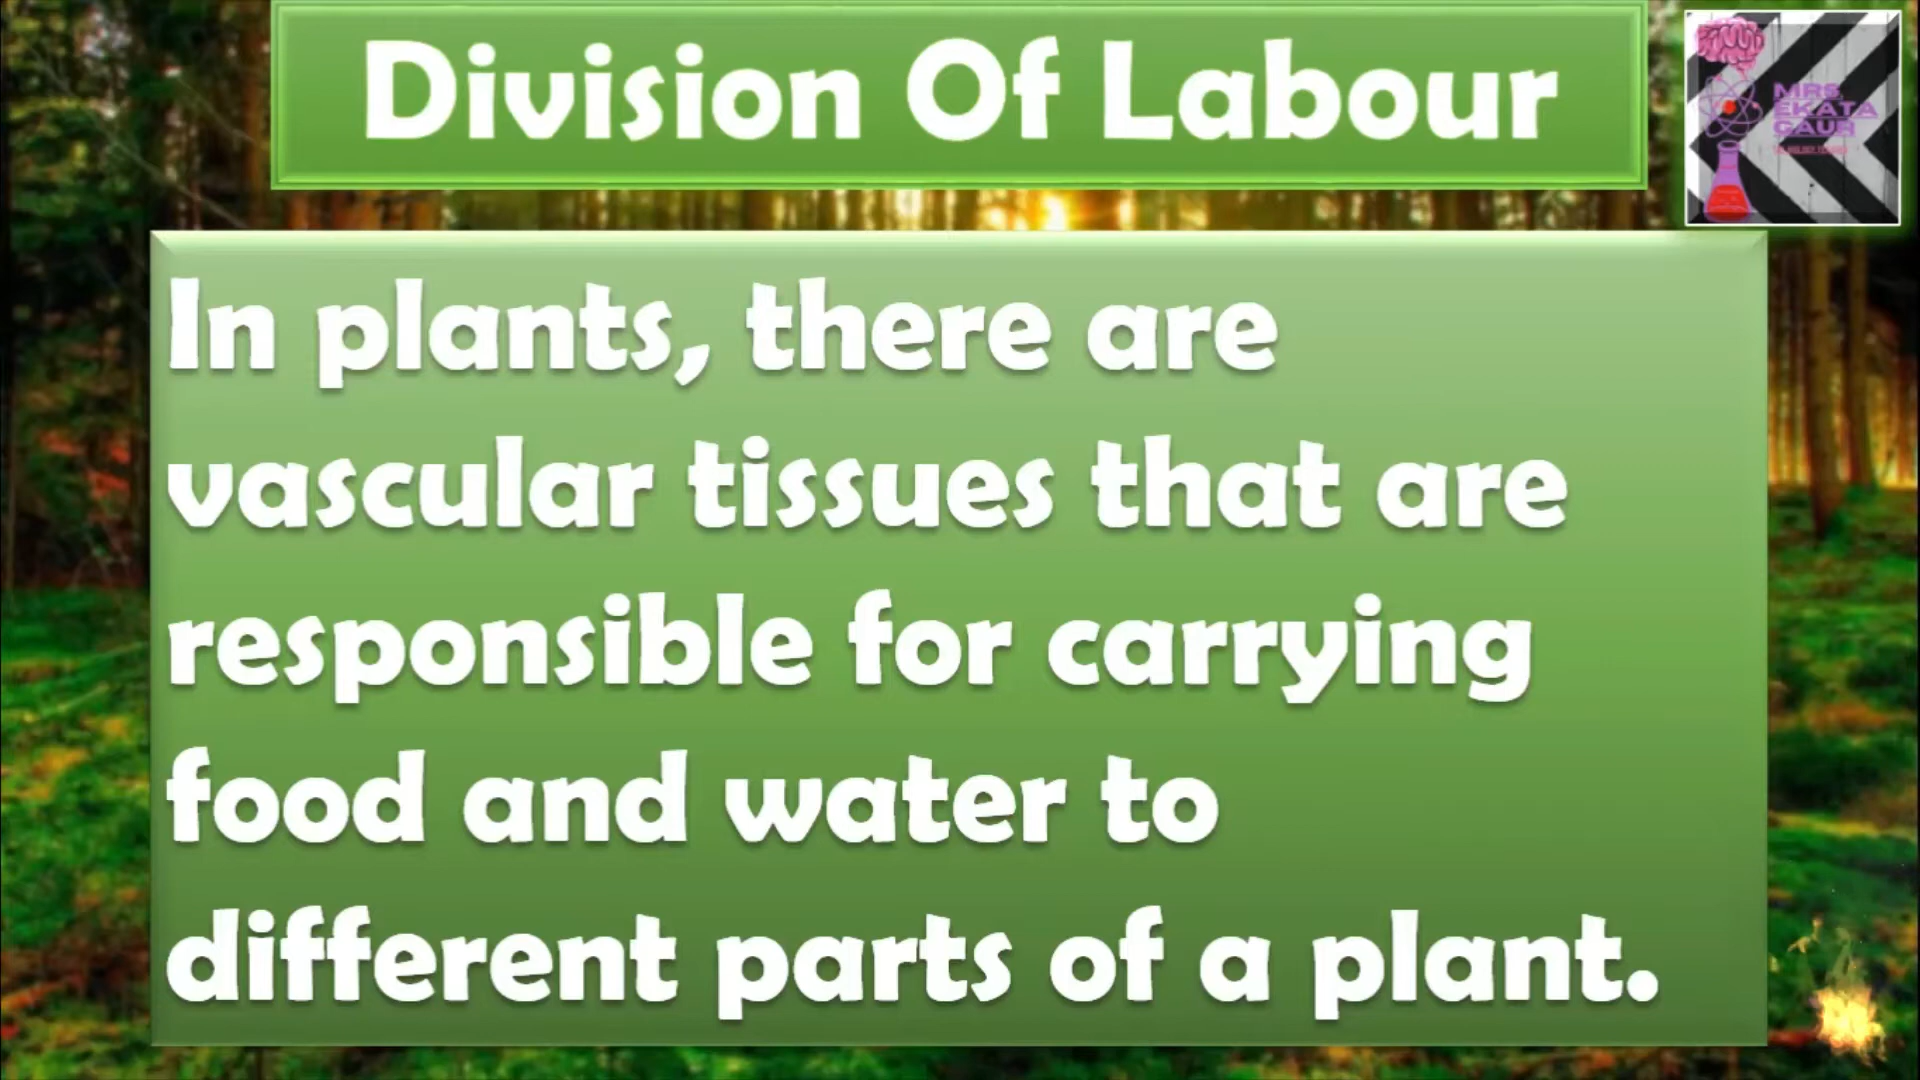 Division Of Labour
MRS.
EKATA
GAUR
In plants, there are
vascular tissues that are
responsible for carrying
food and water to
different parts of a plant.